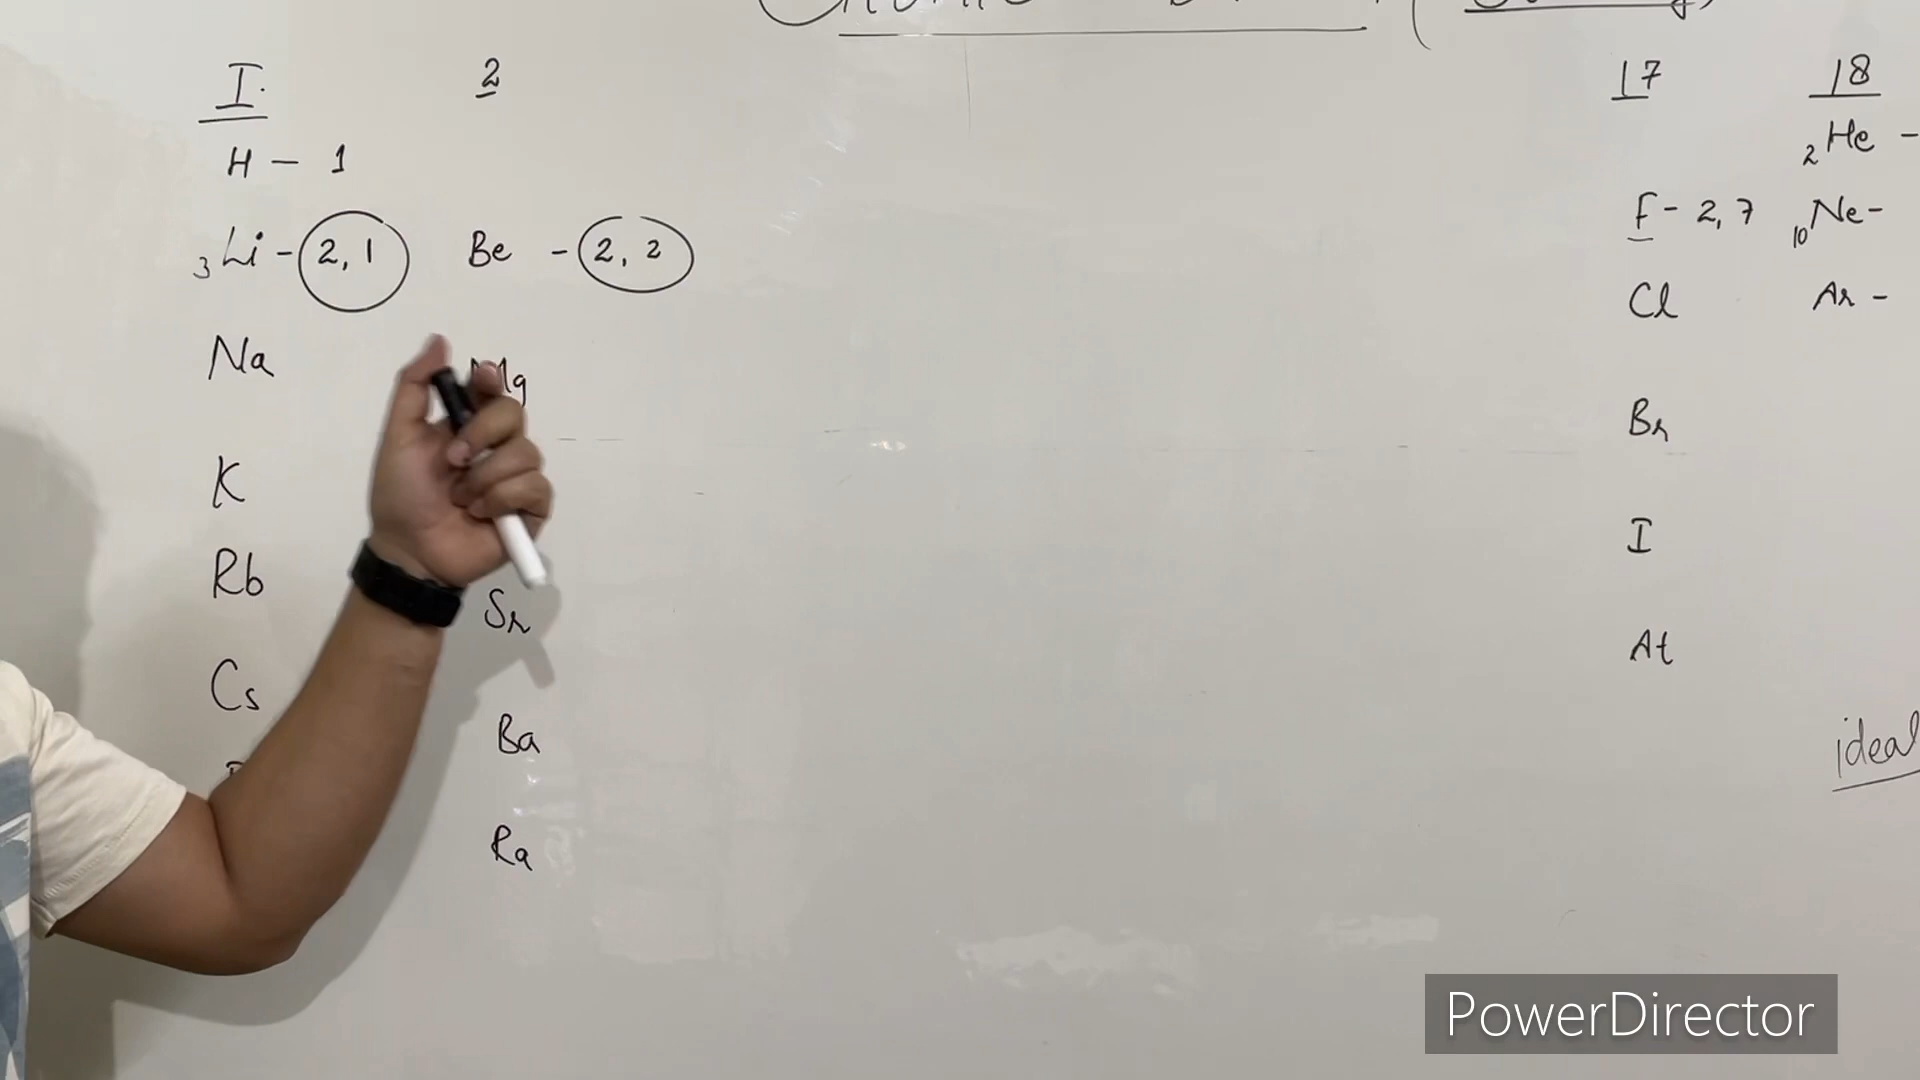 I. 2 17 18
H - 1 2He -
3Li - 2, 1 Be - 2, 2 F - 2, 7 10Ne -
Na Mg Cl Ar -
K Br
Rb Sr I
Cs Ba At
Ra ideal
PowerDirector